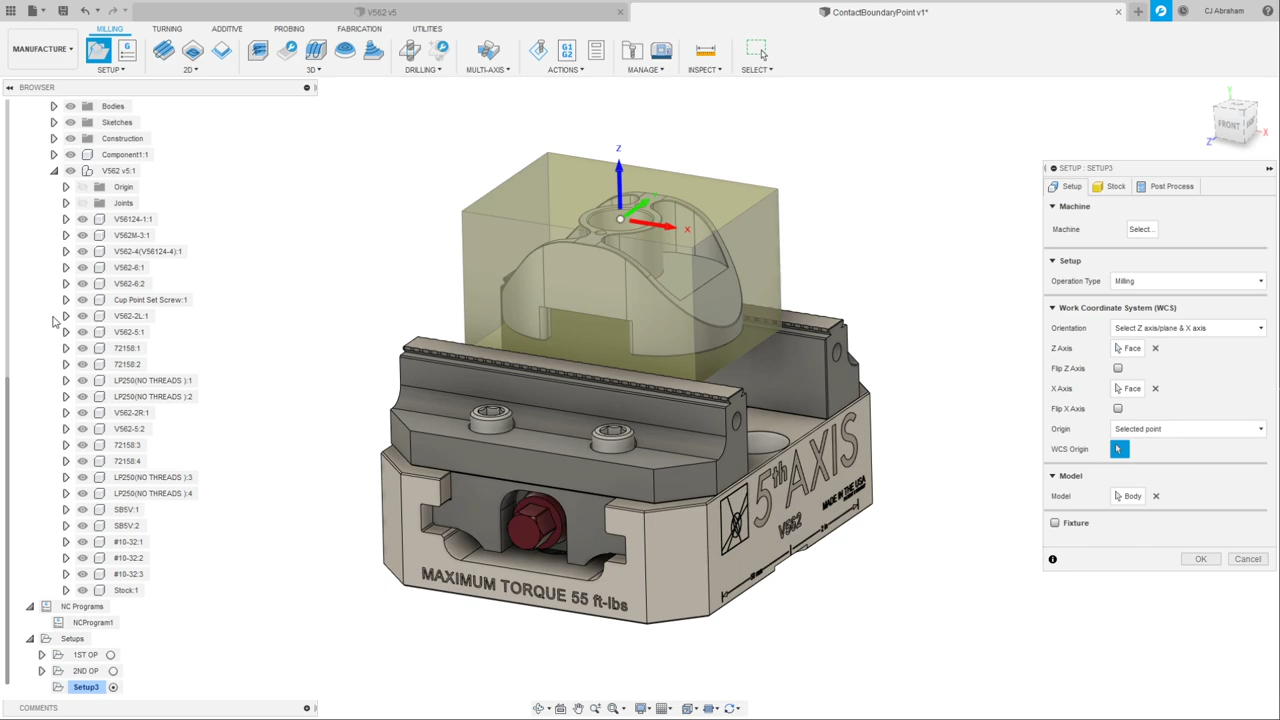 V562 v5
ContactBoundaryPoint v1*
CJ Abraham
MANUFACTURE
MILLING
TURNING
ADDITIVE
PROBING
FABRICATION
UTILITIES
SETUP
2D
3D
DRILLING
MULTI-AXIS
G1
G2
ACTIONS
MANAGE
INSPECT
SELECT
BROWSER
Bodies
Sketches
Construction
Component1:1
V562 v5:1
Origin
Joints
V56124-1:1
V562M-3:1
V562-4(V56124-4):1
V562-6:1
V562-6:2
Cup Point Set Screw:1
V562-2L:1
V562-5:1
72158:1
72158:2
LP250(NO THREADS ):1
LP250(NO THREADS ):2
V562-2R:1
V562-5:2
72158:3
72158:4
LP250(NO THREADS ):3
LP250(NO THREADS ):4
SB5V:1
SB5V:2
#10-32:1
#10-32:2
#10-32:3
Stock:1
NC Programs
NCProgram1
Setups
1ST OP
2ND OP
Setup3
COMMENTS
Z
X
5th AXIS
V562
MADE IN THE USA
MAXIMUM TORQUE 55 ft-lbs
Y
FRONT
X
Z
SETUP : SETUP3
Setup
Stock
Post Process
Machine
Machine
Select...
Setup
Operation Type
Milling
Work Coordinate System (WCS)
Orientation
Select Z axis/plane & X axis
Z Axis
Face
Flip Z Axis
X Axis
Face
Flip X Axis
Origin
Selected point
WCS Origin
Model
Model
Body
Fixture
OK
Cancel